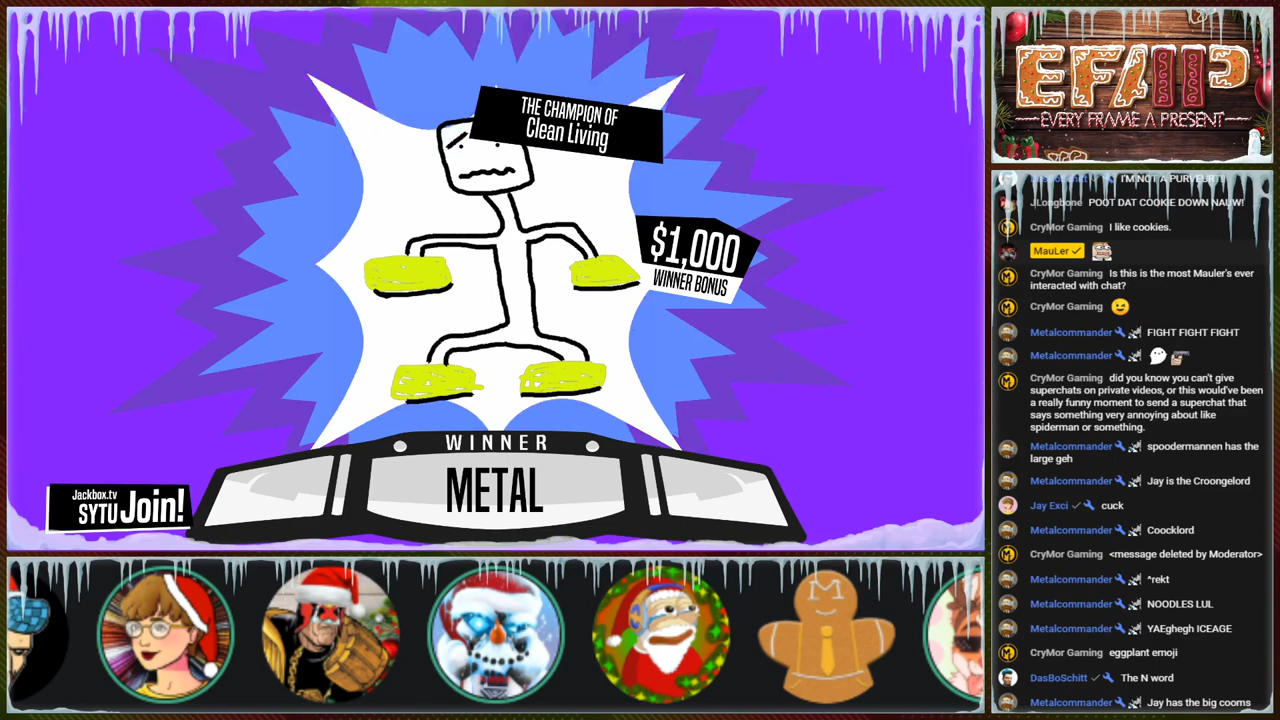 THE CHAMPION OF
Clean Living
$1,000
WINNER BONUS
WINNER
METAL
Jackbox.tv
SYTU Join!
EFAP
EVERY FRAME A PRESENT
I'M NOT A PURVEUR
JLongbone POOT DAT COOKIE DOWN NAUW!
CryMor Gaming I like cookies.
MauLer
CryMor Gaming Is this is the most Mauler's ever
interacted with chat?
CryMor Gaming
Metalcommander FIGHT FIGHT FIGHT
Metalcommander
CryMor Gaming did you know you can't give
superchats on private videos, or this would've been
a really funny moment to send a superchat that
says something very annoying about like
spiderman or something.
Metalcommander spoodermannen has the
large geh
Metalcommander Jay is the Croongelord
Jay Exci cuck
Metalcommander Coocklord
CryMor Gaming <message deleted by Moderator>
Metalcommander ^rekt
Metalcommander NOODLES LUL
Metalcommander YAEghegh ICEAGE
CryMor Gaming eggplant emoji
DasBoSchitt The N word
Metalcommander Jay has the big cooms
M